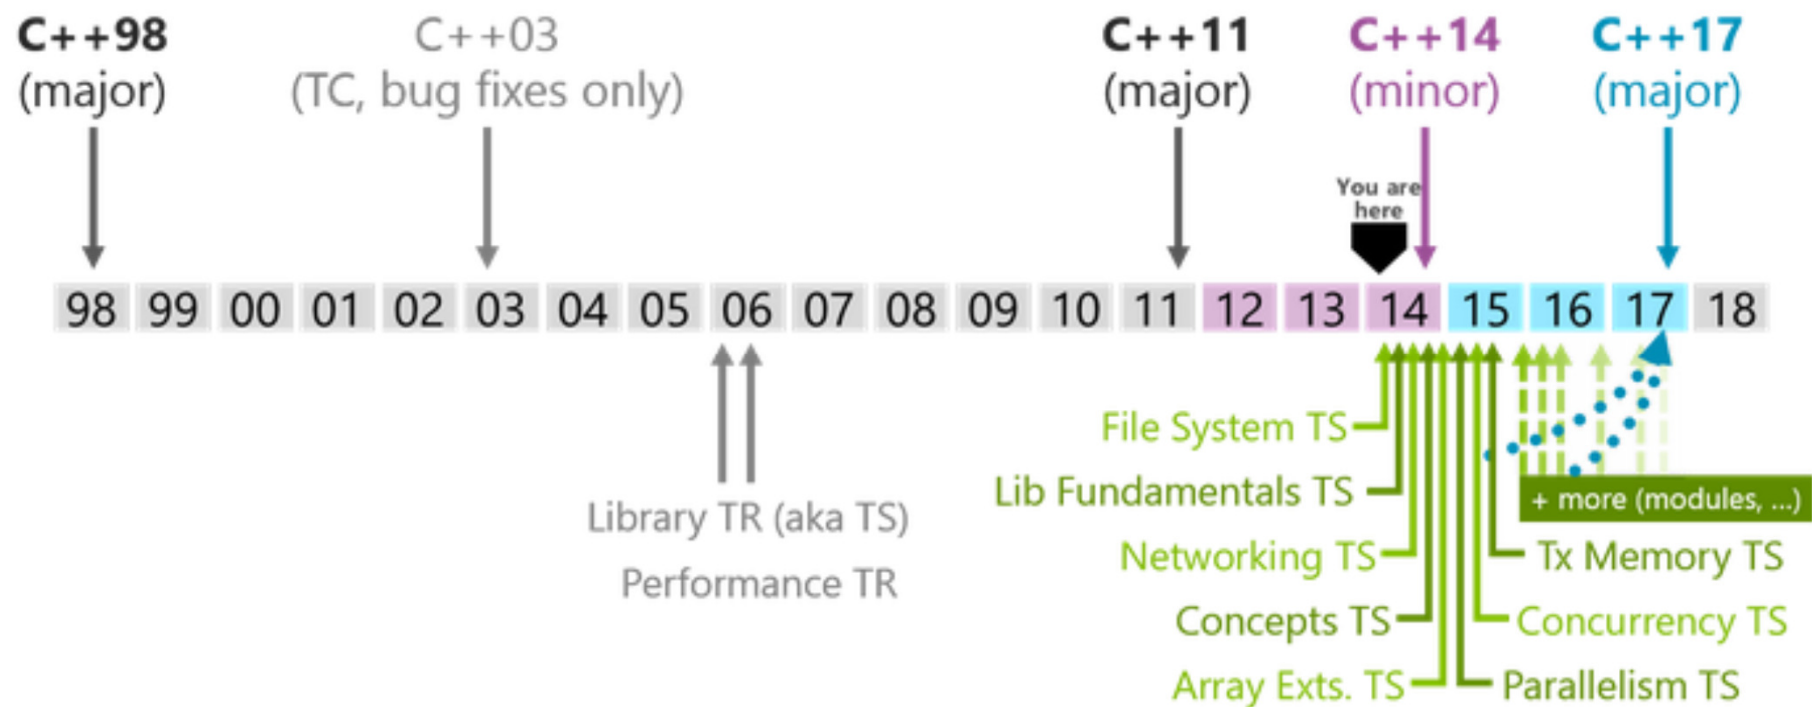 C++98
(major)
C++03
(TC, bug fixes only)
C++11
(major)
C++14
(minor)
C++17
(major)
You are
here
98 99 00 01 02 03 04 05 06 07 08 09 10 11 12 13 14 15 16 17 18
Library TR (aka TS)
Performance TR
File System TS
Lib Fundamentals TS
Networking TS
Concepts TS
Array Exts. TS
+ more (modules, ...)
Tx Memory TS
Concurrency TS
Parallelism TS